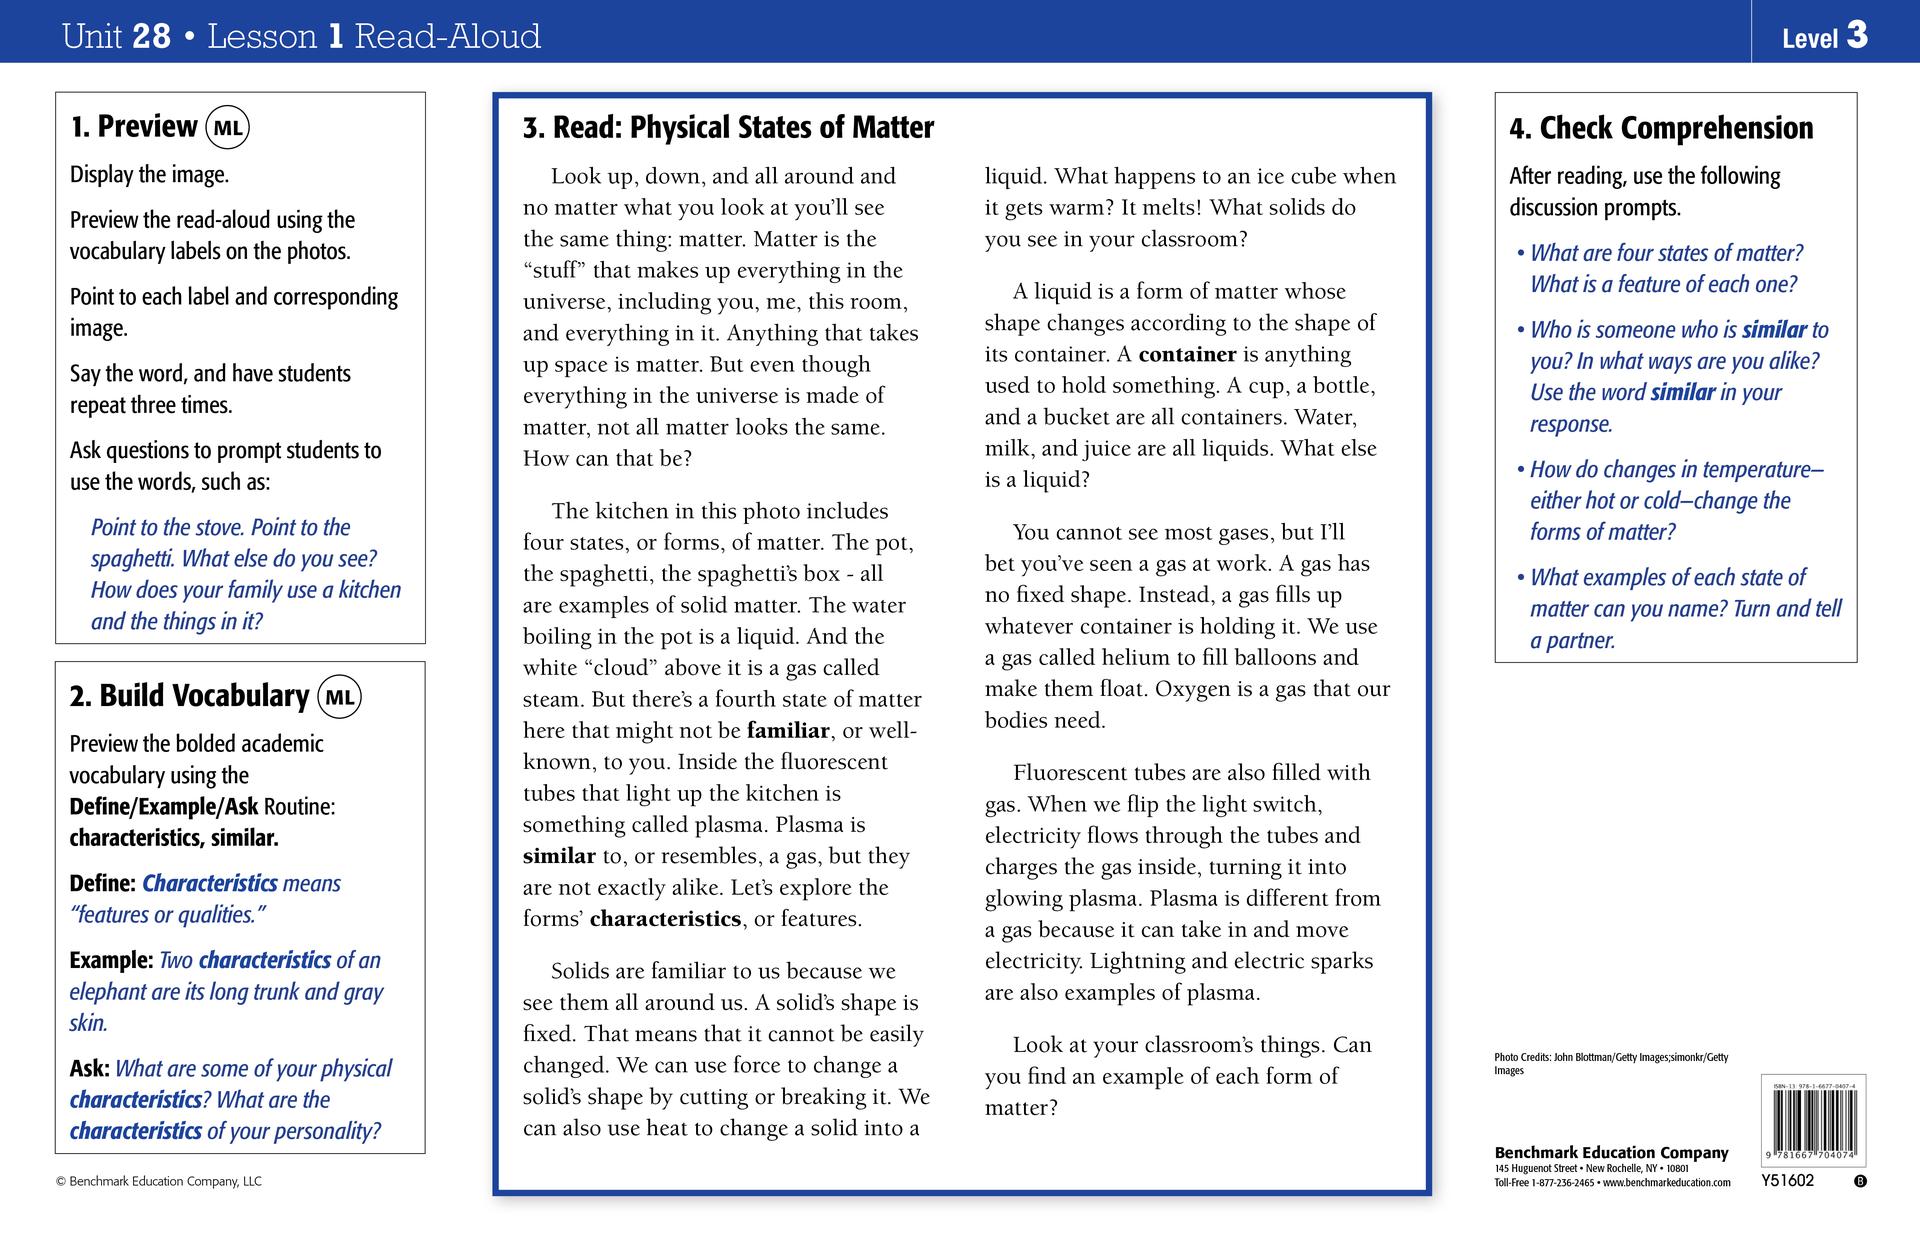 Unit 28 • Lesson 1 Read-Aloud
Level 3
1. Preview ML
Display the image.
Preview the read-aloud using the
vocabulary labels on the photos.
Point to each label and corresponding
image.
Say the word, and have students
repeat three times.
Ask questions to prompt students to
use the words, such as:
Point to the stove. Point to the
spaghetti. What else do you see?
How does your family use a kitchen
and the things in it?
2. Build Vocabulary ML
Preview the bolded academic
vocabulary using the
Define/Example/Ask Routine:
characteristics, similar.
Define: Characteristics means
“features or qualities.”
Example: Two characteristics of an
elephant are its long trunk and gray
skin.
Ask: What are some of your physical
characteristics? What are the
characteristics of your personality?
© Benchmark Education Company, LLC
3. Read: Physical States of Matter
Look up, down, and all around and
no matter what you look at you’ll see
the same thing: matter. Matter is the
“stuff” that makes up everything in the
universe, including you, me, this room,
and everything in it. Anything that takes
up space is matter. But even though
everything in the universe is made of
matter, not all matter looks the same.
How can that be?
The kitchen in this photo includes
four states, or forms, of matter. The pot,
the spaghetti, the spaghetti’s box - all
are examples of solid matter. The water
boiling in the pot is a liquid. And the
white “cloud” above it is a gas called
steam. But there’s a fourth state of matter
here that might not be familiar, or well-
known, to you. Inside the fluorescent
tubes that light up the kitchen is
something called plasma. Plasma is
similar to, or resembles, a gas, but they
are not exactly alike. Let’s explore the
forms’ characteristics, or features.
Solids are familiar to us because we
see them all around us. A solid’s shape is
fixed. That means that it cannot be easily
changed. We can use force to change a
solid’s shape by cutting or breaking it. We
can also use heat to change a solid into a
liquid. What happens to an ice cube when
it gets warm? It melts! What solids do
you see in your classroom?
A liquid is a form of matter whose
shape changes according to the shape of
its container. A container is anything
used to hold something. A cup, a bottle,
and a bucket are all containers. Water,
milk, and juice are all liquids. What else
is a liquid?
You cannot see most gases, but I’ll
bet you’ve seen a gas at work. A gas has
no fixed shape. Instead, a gas fills up
whatever container is holding it. We use
a gas called helium to fill balloons and
make them float. Oxygen is a gas that our
bodies need.
Fluorescent tubes are also filled with
gas. When we flip the light switch,
electricity flows through the tubes and
charges the gas inside, turning it into
glowing plasma. Plasma is different from
a gas because it can take in and move
electricity. Lightning and electric sparks
are also examples of plasma.
Look at your classroom’s things. Can
you find an example of each form of
matter?
4. Check Comprehension
After reading, use the following
discussion prompts.
• What are four states of matter?
What is a feature of each one?
• Who is someone who is similar to
you? In what ways are you alike?
Use the word similar in your
response.
• How do changes in temperature—
either hot or cold—change the
forms of matter?
• What examples of each state of
matter can you name? Turn and tell
a partner.
Photo Credits: John Blottman/Getty Images;simonkr/Getty
Images
Benchmark Education Company
145 Huguenot Street • New Rochelle, NY • 10801
Toll-Free 1-877-236-2465 • www.benchmarkeducation.com
ISBN-13 978-1-6677-0407-4
9 781667 704074
Y51602
B